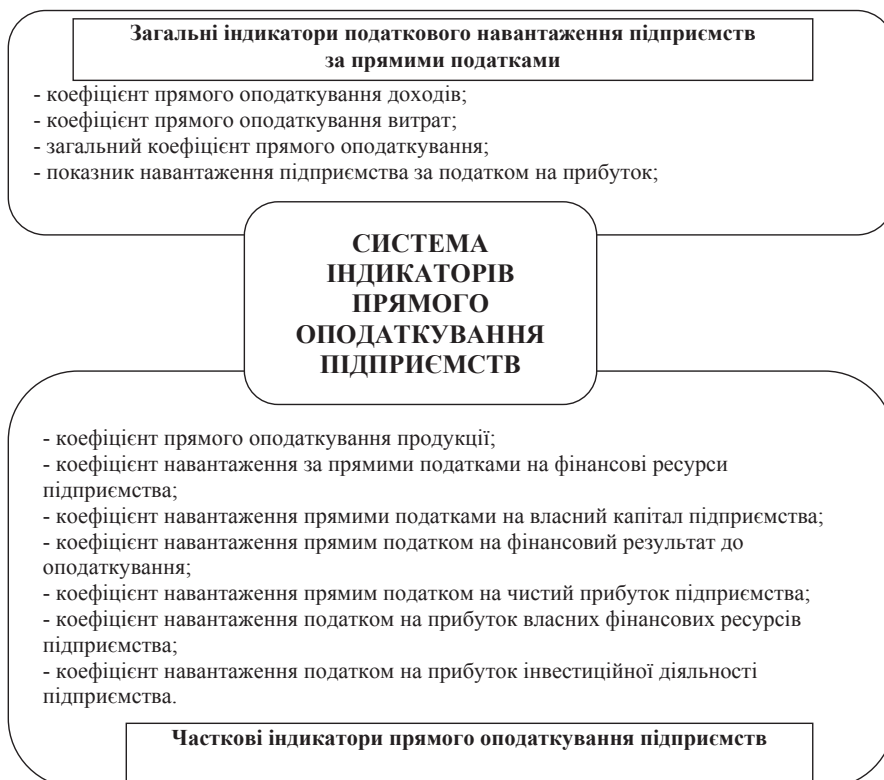 Загальні індикатори податкового навантаження підприємств
за прямими податками
- коефіцієнт прямого оподаткування доходів;
- коефіцієнт прямого оподаткування витрат;
- загальний коефіцієнт прямого оподаткування;
- показник навантаження підприємства за податком на прибуток;
СИСТЕМА
ІНДИКАТОРІВ
ПРЯМОГО
ОПОДАТКУВАННЯ
ПІДПРИЄМСТВ
- коефіцієнт прямого оподаткування продукції;
- коефіцієнт навантаження за прямими податками на фінансові ресурси
підприємства;
- коефіцієнт навантаження прямими податками на власний капітал підприємства;
- коефіцієнт навантаження прямим податком на фінансовий результат до
оподаткування;
- коефіцієнт навантаження прямим податком на чистий прибуток підприємства;
- коефіцієнт навантаження податком на прибуток власних фінансових ресурсів
підприємства;
- коефіцієнт навантаження податком на прибуток інвестиційної діяльності
підприємства.
Часткові індикатори прямого оподаткування підприємств